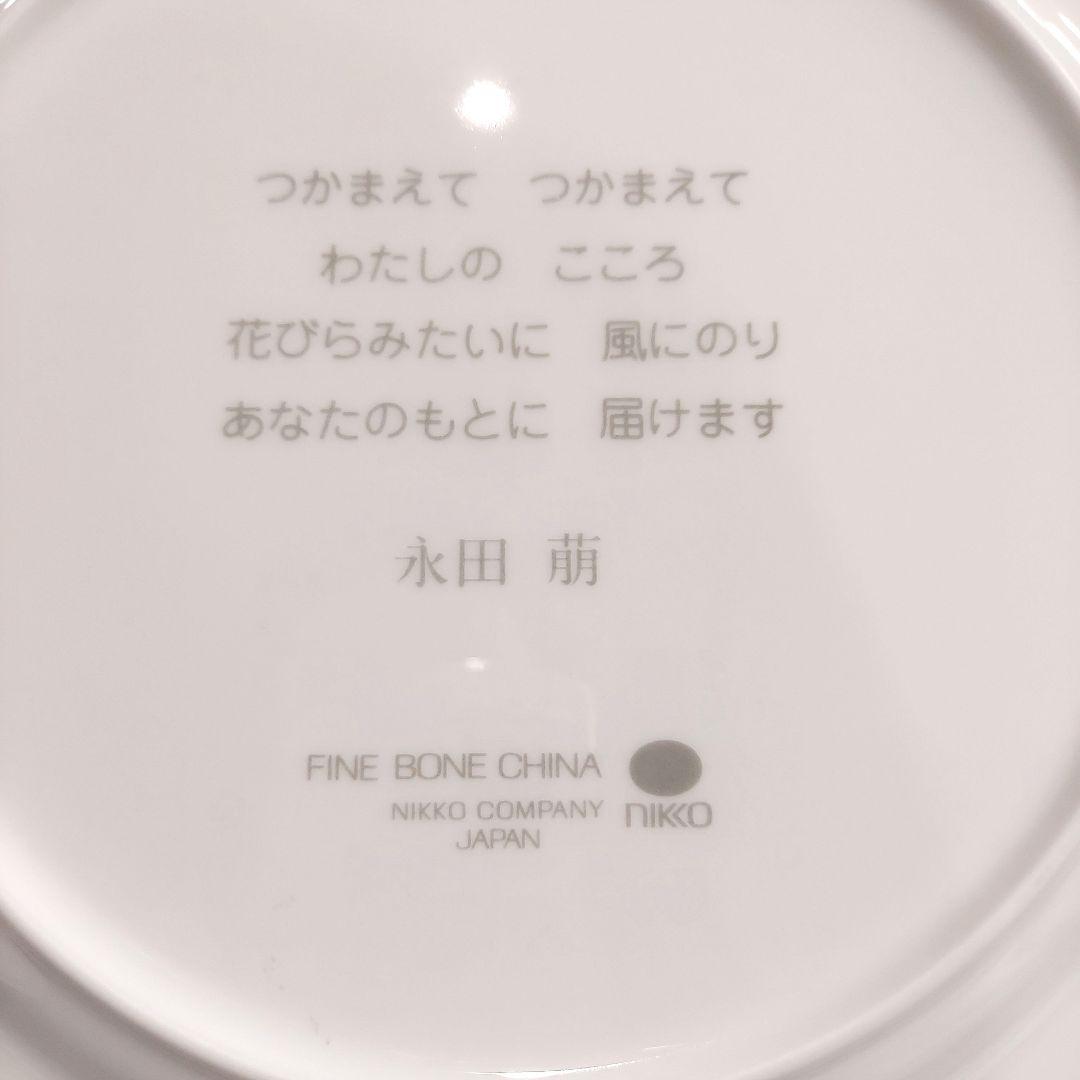 つかまえて　つかまえて
わたしの　こころ
花びらみたいに　風にのり
あなたのもとに　届けます
永田 萠
FINE BONE CHINA
NIKKO COMPANY
JAPAN
NIKKO